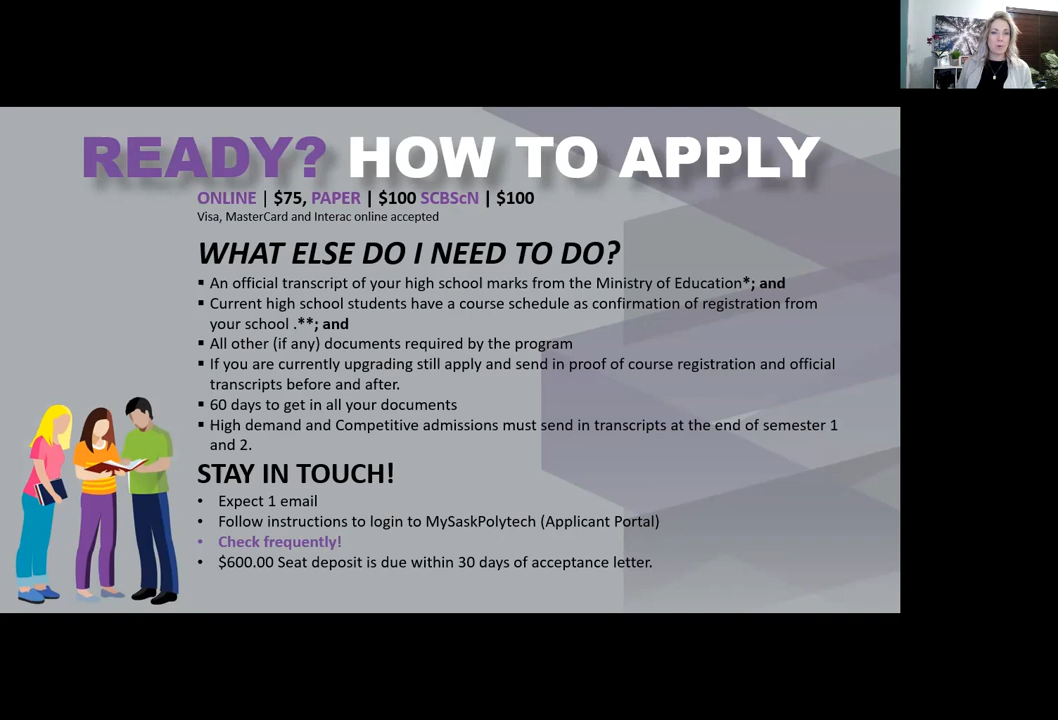 READY? HOW TO APPLY
ONLINE | $75, PAPER | $100 SCBScN | $100
Visa, MasterCard and Interac online accepted
WHAT ELSE DO I NEED TO DO?
▪ An official transcript of your high school marks from the Ministry of Education*; and
▪ Current high school students have a course schedule as confirmation of registration from
your school .**; and
▪ All other (if any) documents required by the program
▪ If you are currently upgrading still apply and send in proof of course registration and official
transcripts before and after.
▪ 60 days to get in all your documents
▪ High demand and Competitive admissions must send in transcripts at the end of semester 1
and 2.
STAY IN TOUCH!
• Expect 1 email
• Follow instructions to login to MySaskPolytech (Applicant Portal)
• Check frequently!
• $600.00 Seat deposit is due within 30 days of acceptance letter.